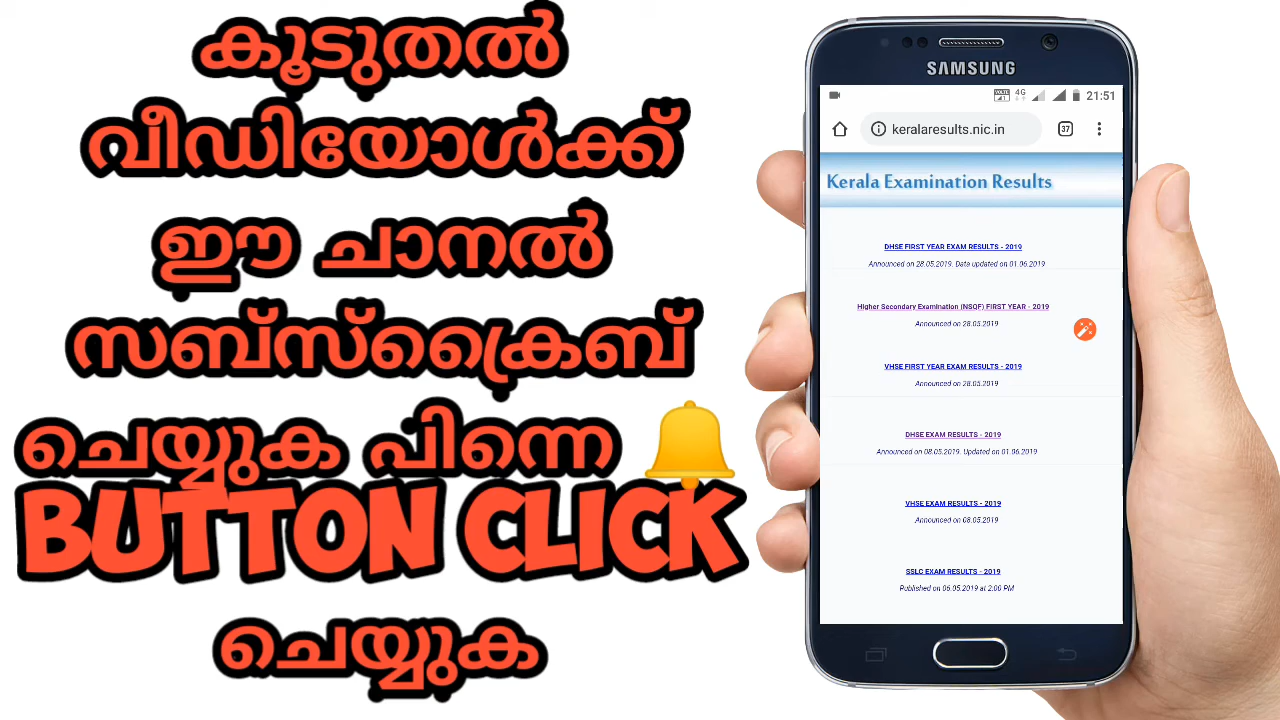 കൂടുതൽ
വീഡിയോൾക്ക്
ഈ ചാനൽ
സബ്സ്ക്രൈബ്
ചെയ്യുക പിന്നെ
BUTTON CLICK
ചെയ്യുക
SAMSUNG
4G 21:51
keralaresults.nic.in 37
Kerala Examination Results
DHSE FIRST YEAR EXAM RESULTS - 2019
Announced on 28.05.2019. Date updated on 01.06.2019
Higher Secondary Examination (NSQF) FIRST YEAR - 2019
Announced on 28.05.2019
VHSE FIRST YEAR EXAM RESULTS - 2019
Announced on 28.05.2019
DHSE EXAM RESULTS - 2019
Announced on 08.05.2019. Updated on 01.06.2019
VHSE EXAM RESULTS - 2019
Announced on 08.05.2019
SSLC EXAM RESULTS - 2019
Published on 06.05.2019 at 2:00 PM